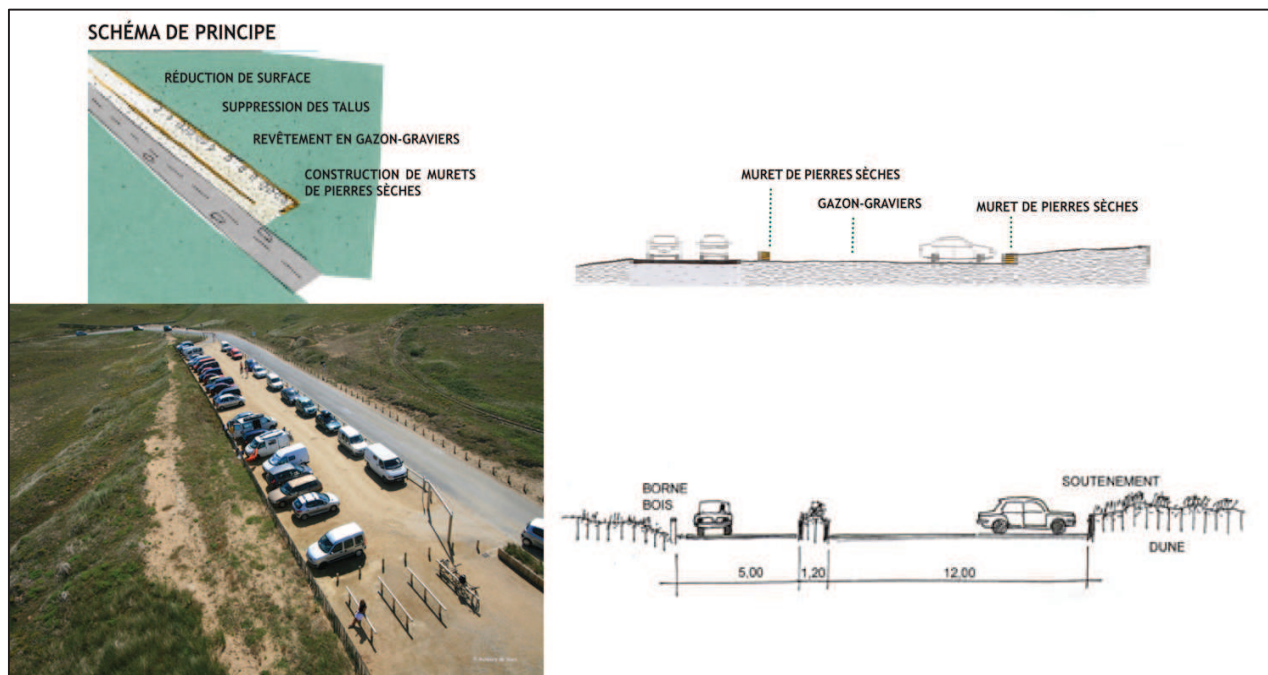 SCHÉMA DE PRINCIPE
RÉDUCTION DE SURFACE
SUPPRESSION DES TALUS
REVÊTEMENT EN GAZON-GRAVIERS
CONSTRUCTION DE MURETS
DE PIERRES SÈCHES
MURET DE PIERRES SÈCHES
GAZON-GRAVIERS
MURET DE PIERRES SÈCHES
BORNE
BOIS
SOUTENEMENT
DUNE
5,00
1,20
12.00